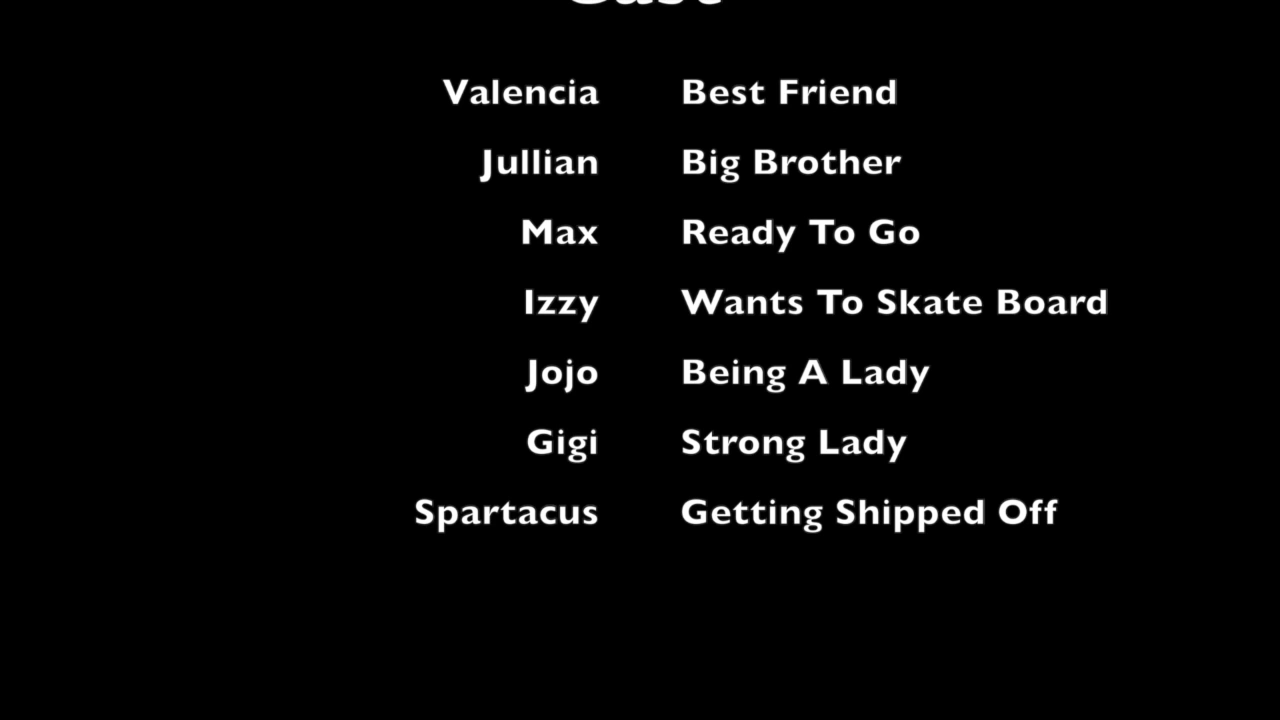 Cast
Valencia Best Friend
Jullian Big Brother
Max Ready To Go
Izzy Wants To Skate Board
Jojo Being A Lady
Gigi Strong Lady
Spartacus Getting Shipped Off